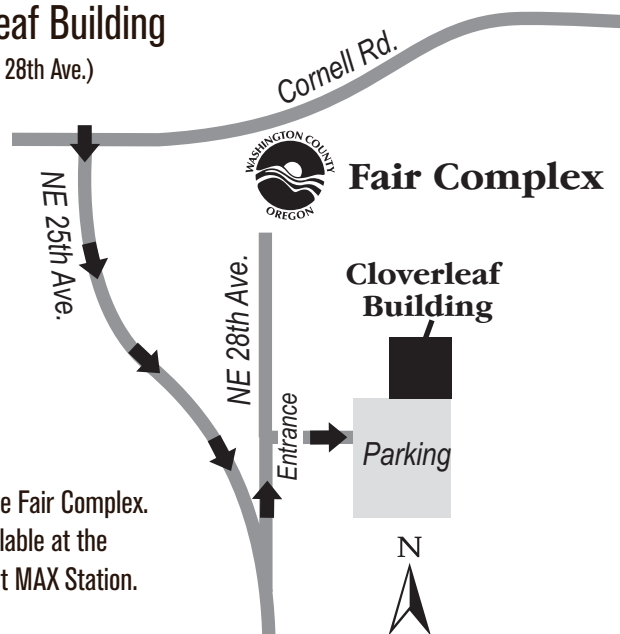 eaf Building
28th Ave.)
Cornell Rd.
WASHINGTON COUNTY
OREGON
Fair Complex
NE 25th Ave.
NE 28th Ave.
Cloverleaf
Building
Entrance
Parking
e Fair Complex.
lable at the
t MAX Station.
N